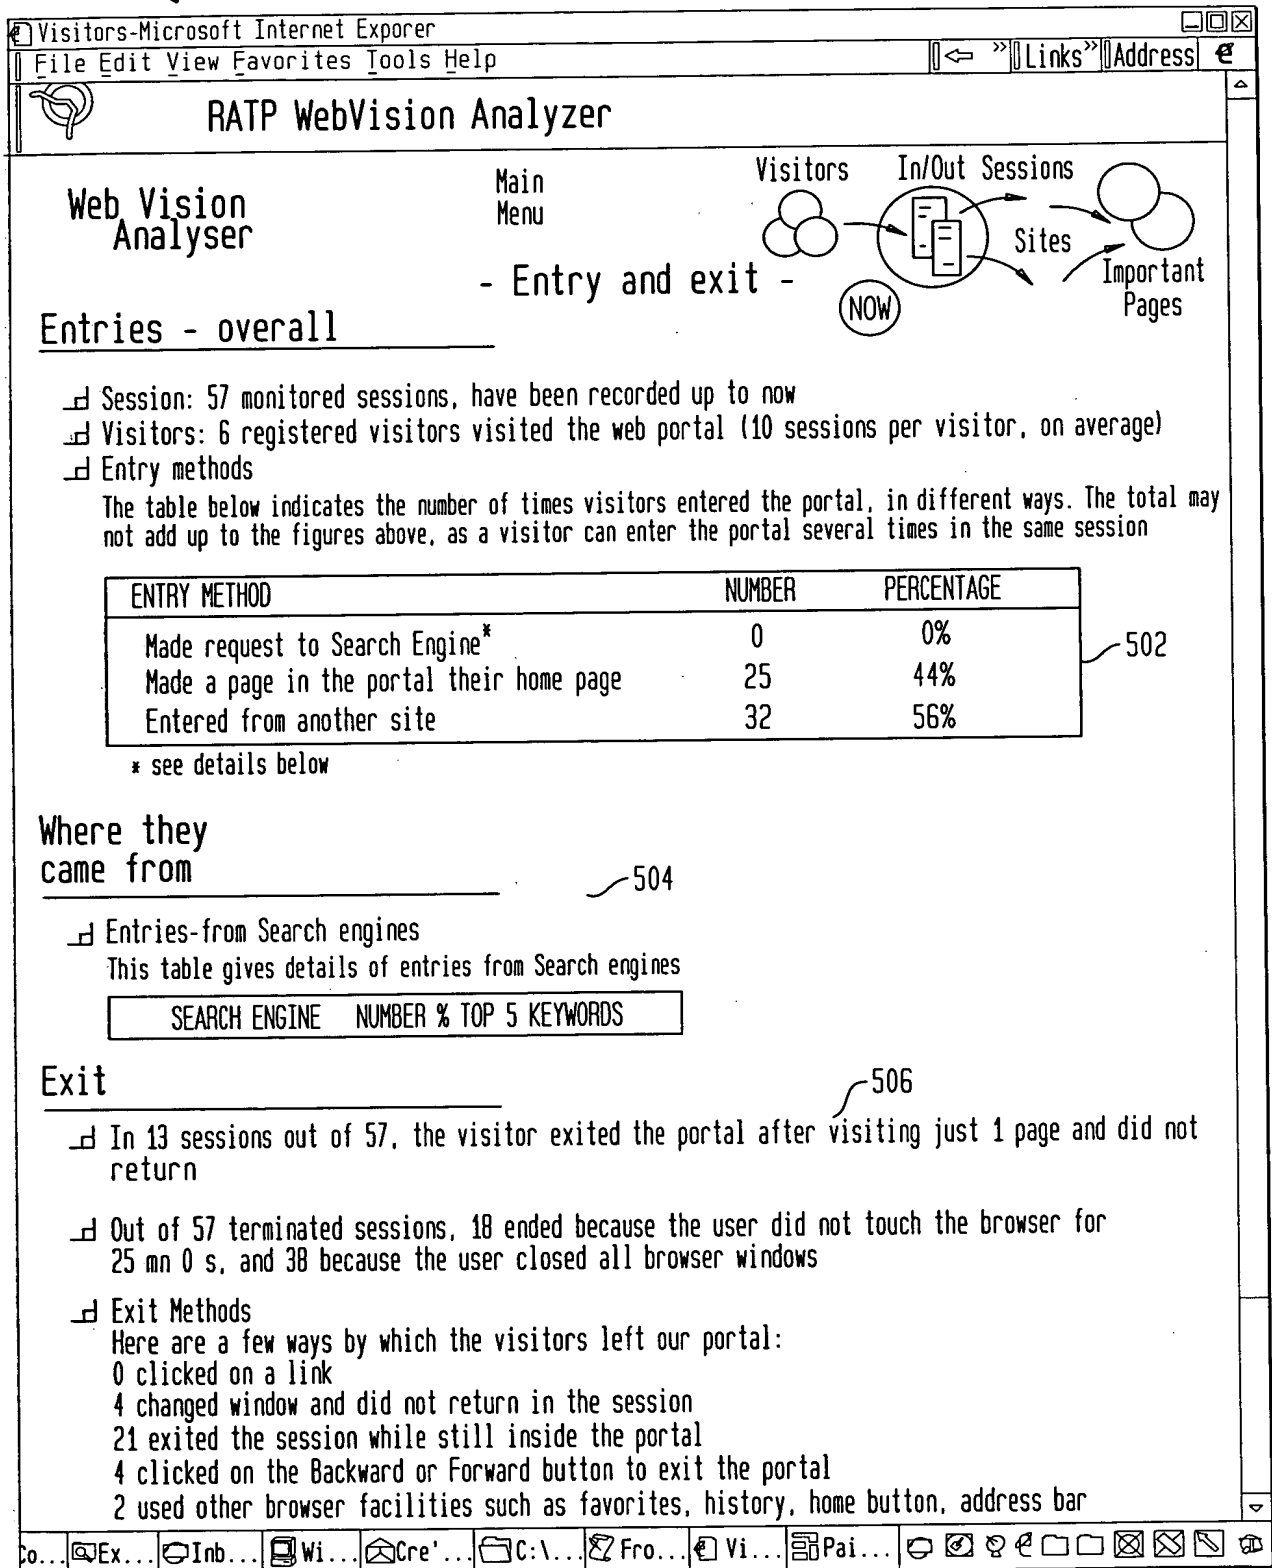 Visitors-Microsoft Internet Exporer
File Edit View Favorites Tools Help
» Links» Address
RATP WebVision Analyzer
Web Vision
Analyser
Main
Menu
Visitors
In/Out Sessions
Sites
Important
Pages
- Entry and exit -
NOW
Entries - overall
Session: 57 monitored sessions, have been recorded up to now
Visitors: 6 registered visitors visited the web portal (10 sessions per visitor, on average)
Entry methods
The table below indicates the number of times visitors entered the portal, in different ways. The total may
not add up to the figures above, as a visitor can enter the portal several times in the same session
ENTRY METHOD NUMBER PERCENTAGE
Made request to Search Engine* 0 0%
Made a page in the portal their home page 25 44%
Entered from another site 32 56%
502
* see details below
Where they
came from
504
Entries-from Search engines
This table gives details of entries from Search engines
SEARCH ENGINE NUMBER % TOP 5 KEYWORDS
Exit
506
In 13 sessions out of 57, the visitor exited the portal after visiting just 1 page and did not
return
Out of 57 terminated sessions, 18 ended because the user did not touch the browser for
25 mn 0 s, and 38 because the user closed all browser windows
Exit Methods
Here are a few ways by which the visitors left our portal:
0 clicked on a link
4 changed window and did not return in the session
21 exited the session while still inside the portal
4 clicked on the Backward or Forward button to exit the portal
2 used other browser facilities such as favorites, history, home button, address bar
Co... Ex... Inb... Wi... Cre'... C:\... Fro... Vi... Pai...